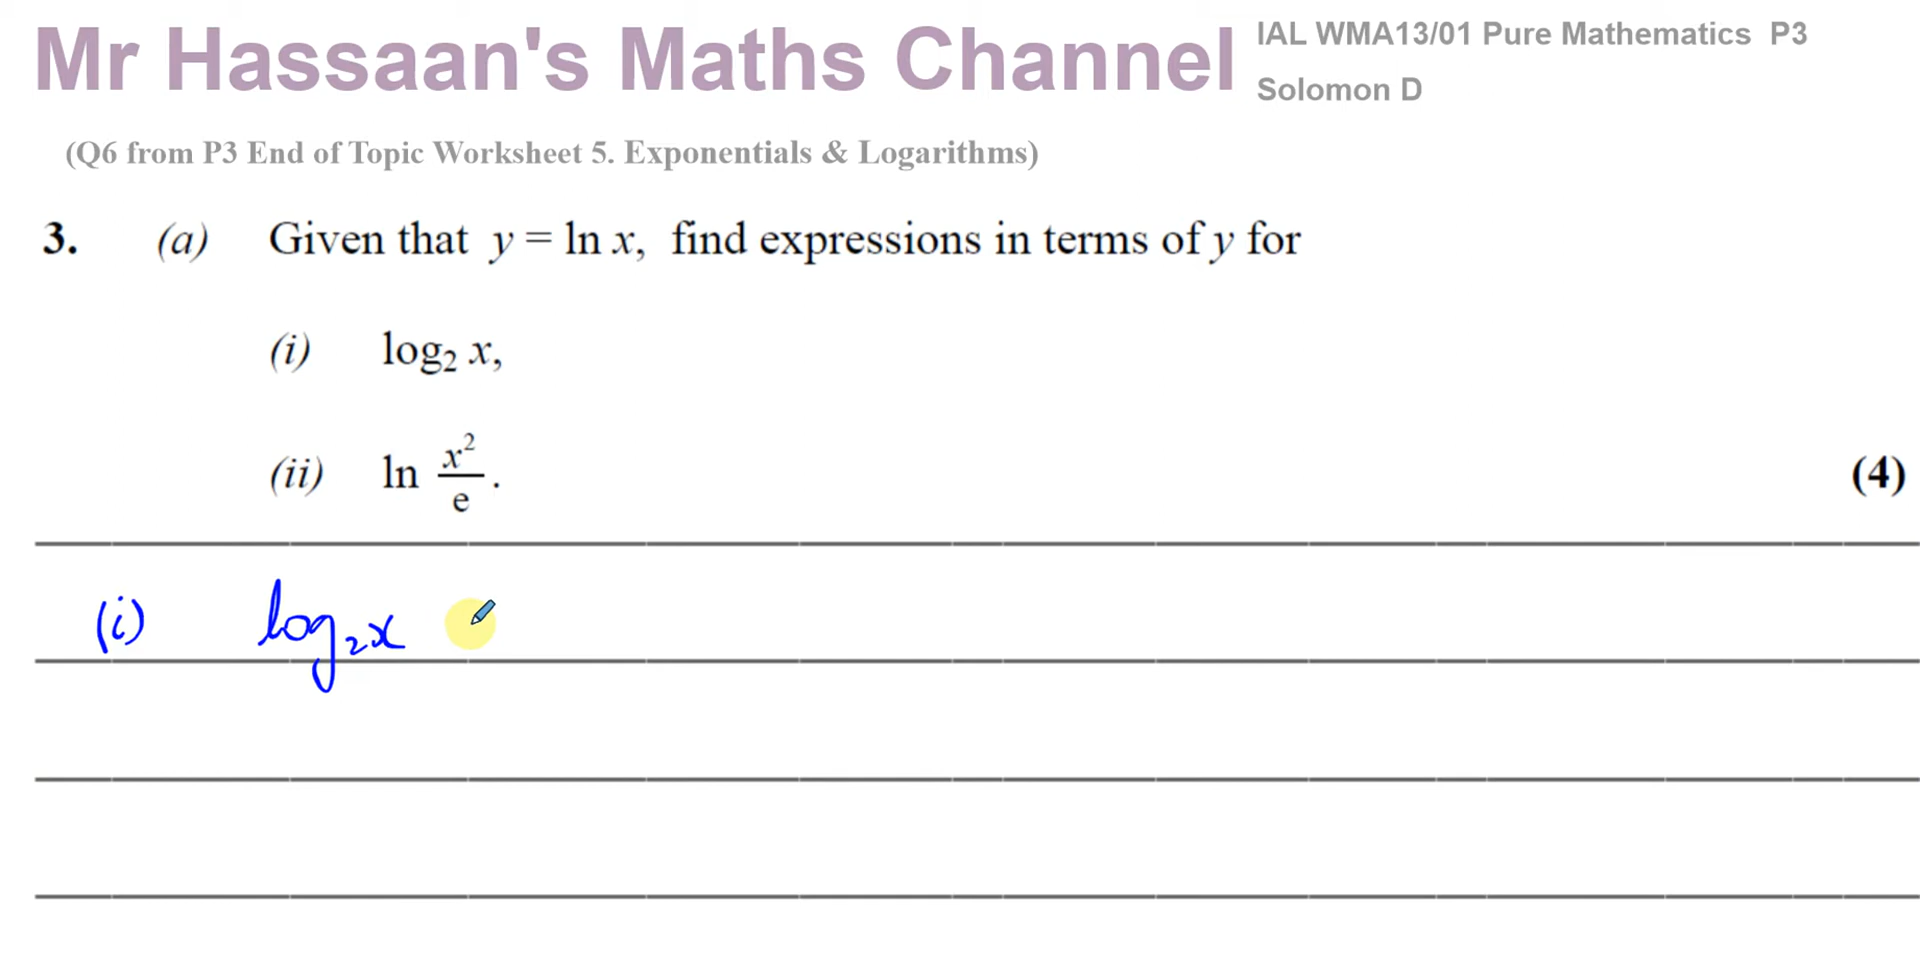 Mr Hassaan's Maths Channel
IAL WMA13/01 Pure Mathematics P3
Solomon D
(Q6 from P3 End of Topic Worksheet 5. Exponentials & Logarithms)
3. (a) Given that y = ln x, find expressions in terms of y for
(i) log₂ x,
(ii) ln x²/e.
(4)
(i) log₂x